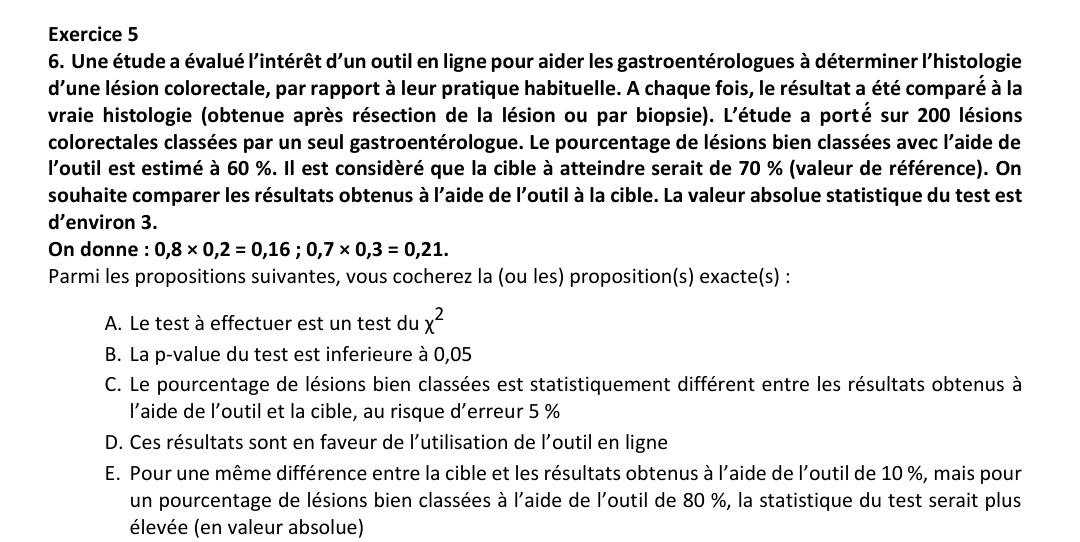 Exercice 5
6. Une étude a évalué l’intérêt d’un outil en ligne pour aider les gastroentérologues à déterminer l’histologie
d’une lésion colorectale, par rapport à leur pratique habituelle. A chaque fois, le résultat a été comparé à la
vraie histologie (obtenue après résection de la lésion ou par biopsie). L’étude a porté sur 200 lésions
colorectales classées par un seul gastroentérologue. Le pourcentage de lésions bien classées avec l’aide de
l’outil est estimé à 60 %. Il est considèré que la cible à atteindre serait de 70 % (valeur de référence). On
souhaite comparer les résultats obtenus à l’aide de l’outil à la cible. La valeur absolue statistique du test est
d’environ 3.
On donne : 0,8 × 0,2 = 0,16 ; 0,7 × 0,3 = 0,21.
Parmi les propositions suivantes, vous cocherez la (ou les) proposition(s) exacte(s) :
A. Le test à effectuer est un test du χ2
B. La p-value du test est inferieure à 0,05
C. Le pourcentage de lésions bien classées est statistiquement différent entre les résultats obtenus à
l’aide de l’outil et la cible, au risque d’erreur 5 %
D. Ces résultats sont en faveur de l’utilisation de l’outil en ligne
E. Pour une même différence entre la cible et les résultats obtenus à l’aide de l’outil de 10 %, mais pour
un pourcentage de lésions bien classées à l’aide de l’outil de 80 %, la statistique du test serait plus
élevée (en valeur absolue)